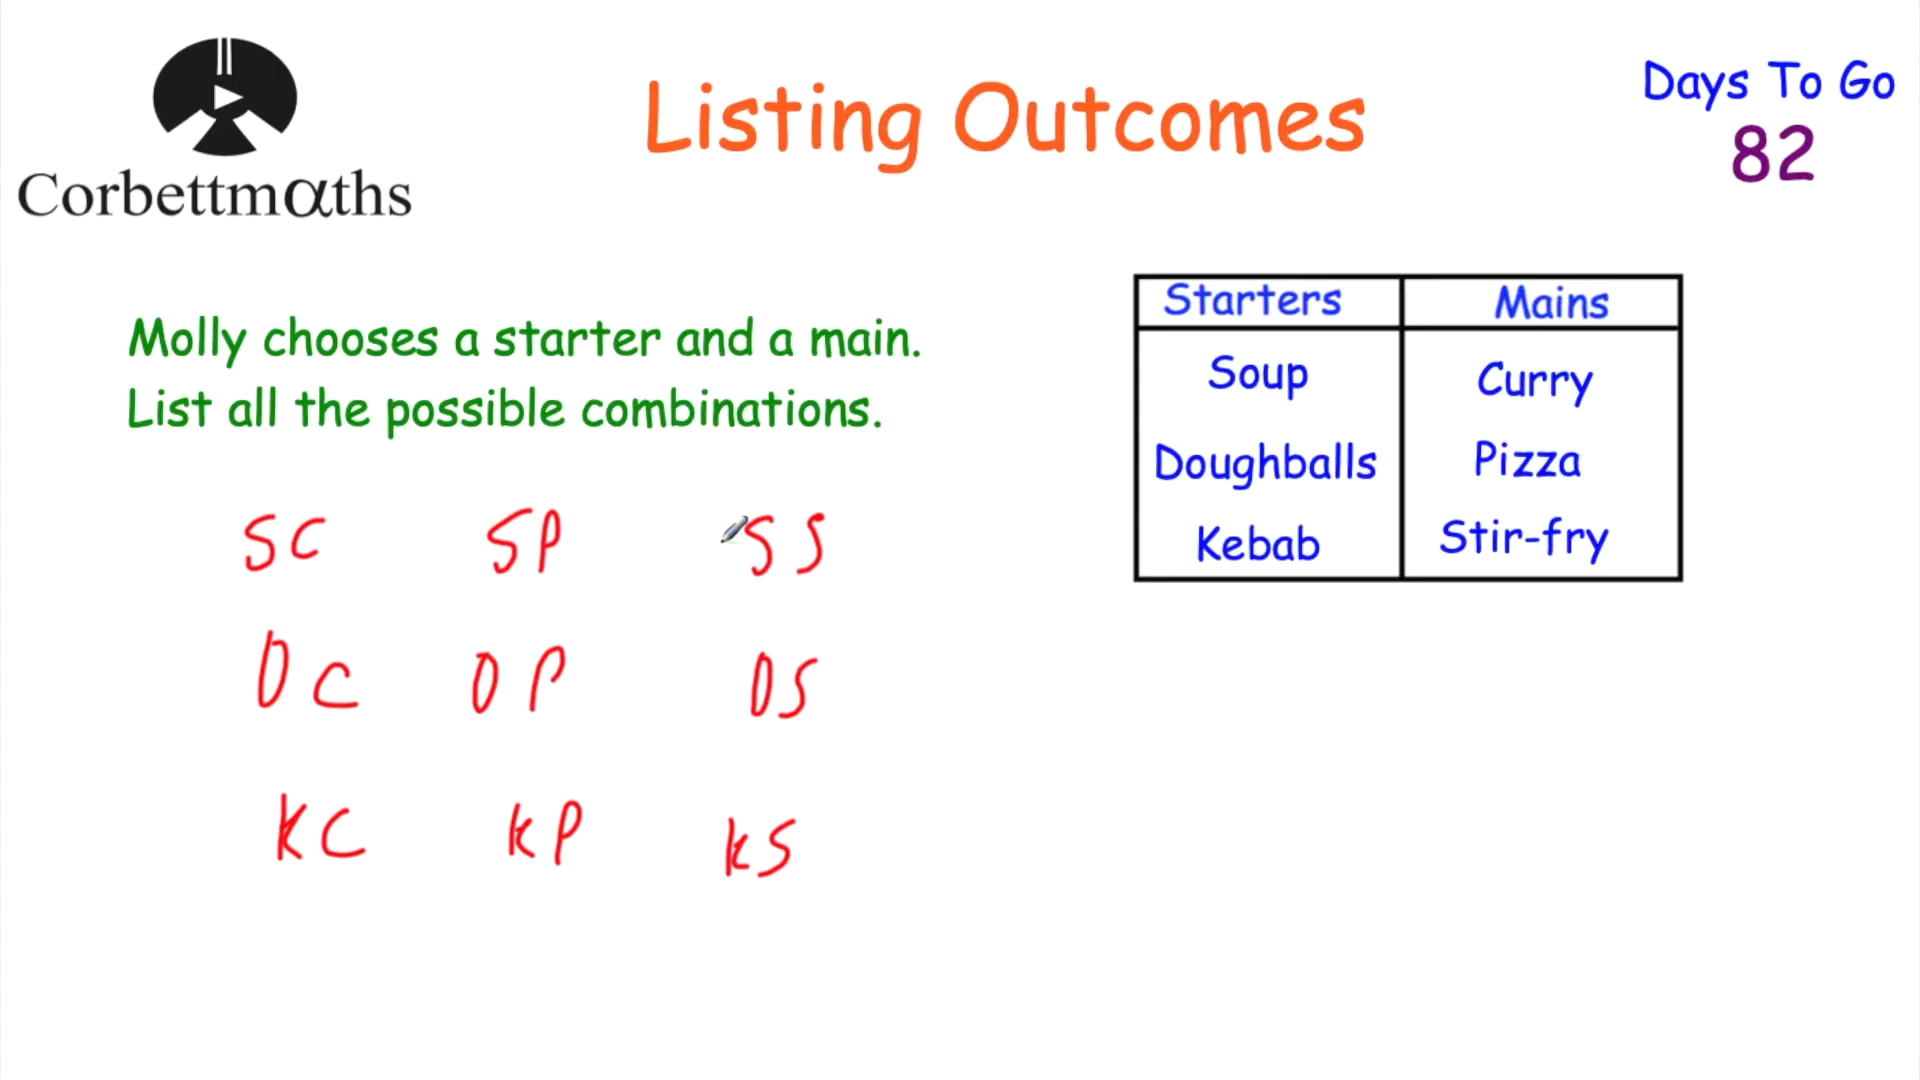 Corbettmαths
Listing Outcomes
Days To Go
82
Molly chooses a starter and a main.
List all the possible combinations.
Starters Mains
Soup Curry
Doughballs Pizza
Kebab Stir-fry
SC SP SS
DC DP DS
KC KP KS